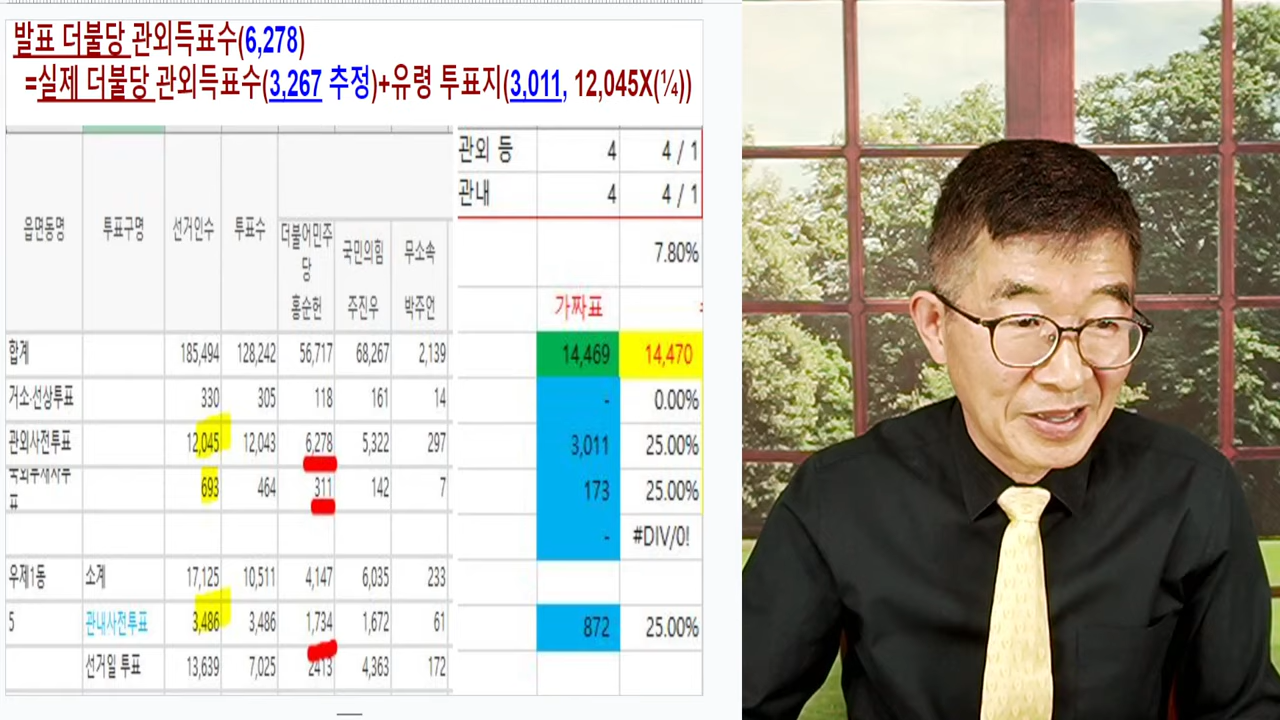 발표 더불당 관외득표수(6,278)
=실제 더불당 관외득표수(3,267 추정)+유령 투표지(3,011, 12,045X(¼))
읍면동명 투표구명 선거인수 투표수 더불어민주당 홍순헌 국민의힘 주진우 무소속 박주언
합계 185,494 128,242 56,717 68,267 2,139
거소·선상투표 330 305 118 161 14
관외사전투표 12,045 12,043 6,278 5,322 297
693 464 311 142 7
우제1동 소계 17,125 10,511 4,147 6,035 233
5 관내사전투표 3,486 3,486 1,734 1,672 61
선거일 투표 13,639 7,025 2413 4,363 172
관외 등 4 4 / 1
관내 4 4 / 1
7.80%
가짜표
14,469 14,470
- 0.00%
3,011 25.00%
173 25.00%
- #DIV/0!
872 25.00%